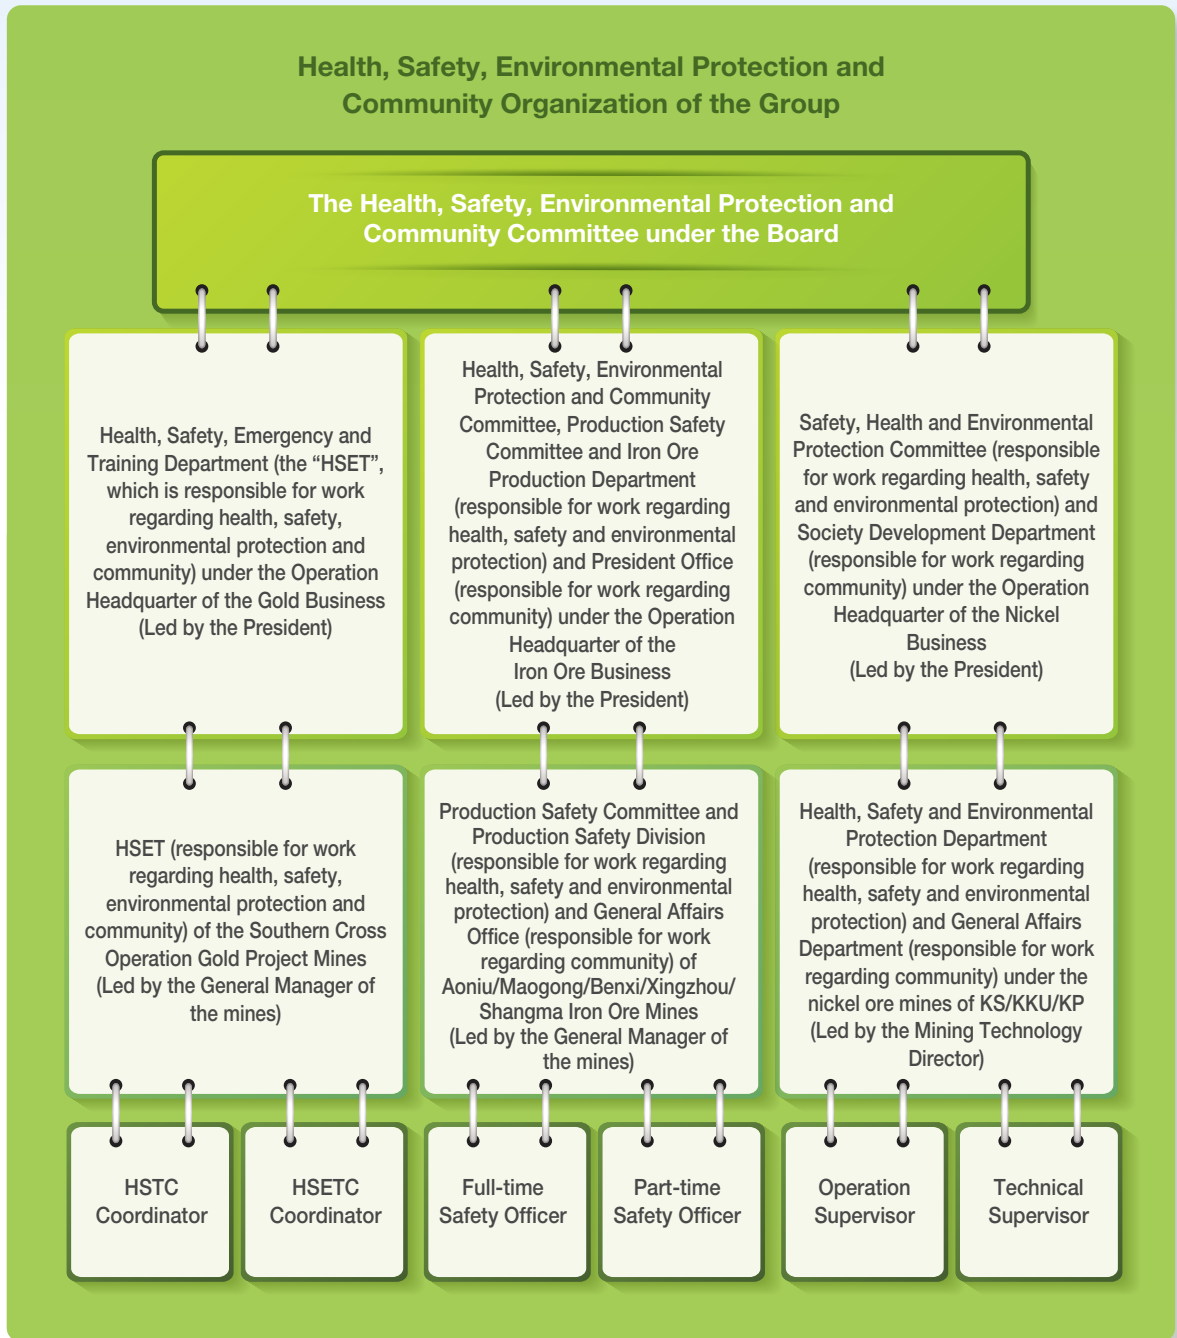 Health, Safety, Environmental Protection and
Community Organization of the Group
The Health, Safety, Environmental Protection and
Community Committee under the Board
Health, Safety, Emergency and
Training Department (the “HSET”,
which is responsible for work
regarding health, safety,
environmental protection and
community) under the Operation
Headquarter of the Gold Business
(Led by the President)
Health, Safety, Environmental
Protection and Community
Committee, Production Safety
Committee and Iron Ore
Production Department
(responsible for work regarding
health, safety and environmental
protection) and President Office
(responsible for work regarding
community) under the Operation
Headquarter of the
Iron Ore Business
(Led by the President)
Safety, Health and Environmental
Protection Committee (responsible
for work regarding health, safety
and environmental protection) and
Society Development Department
(responsible for work regarding
community) under the Operation
Headquarter of the Nickel
Business
(Led by the President)
HSET (responsible for work
regarding health, safety,
environmental protection and
community) of the Southern Cross
Operation Gold Project Mines
(Led by the General Manager of
the mines)
Production Safety Committee and
Production Safety Division
(responsible for work regarding
health, safety and environmental
protection) and General Affairs
Office (responsible for work
regarding community) of
Aoniu/Maogong/Benxi/Xingzhou/
Shangma Iron Ore Mines
(Led by the General Manager of
the mines)
Health, Safety and Environmental
Protection Department
(responsible for work regarding
health, safety and environmental
protection) and General Affairs
Department (responsible for work
regarding community) under the
nickel ore mines of KS/KKU/KP
(Led by the Mining Technology
Director)
HSTC
Coordinator
HSETC
Coordinator
Full-time
Safety Officer
Part-time
Safety Officer
Operation
Supervisor
Technical
Supervisor